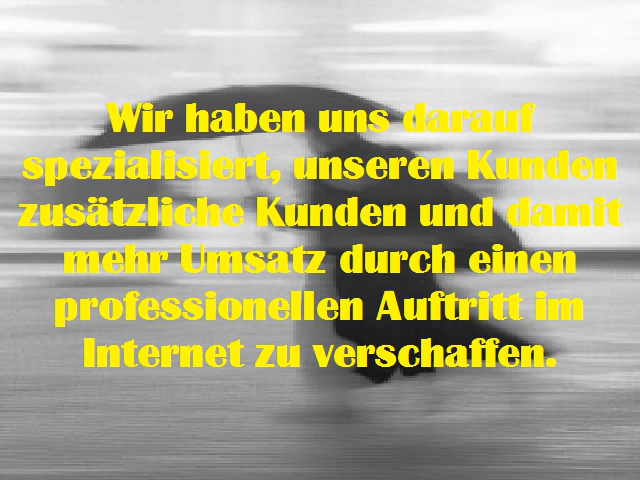 Wir haben uns darauf
spezialisiert, unseren Kunden
zusätzliche Kunden und damit
mehr Umsatz durch einen
professionellen Auftritt im
Internet zu verschaffen.